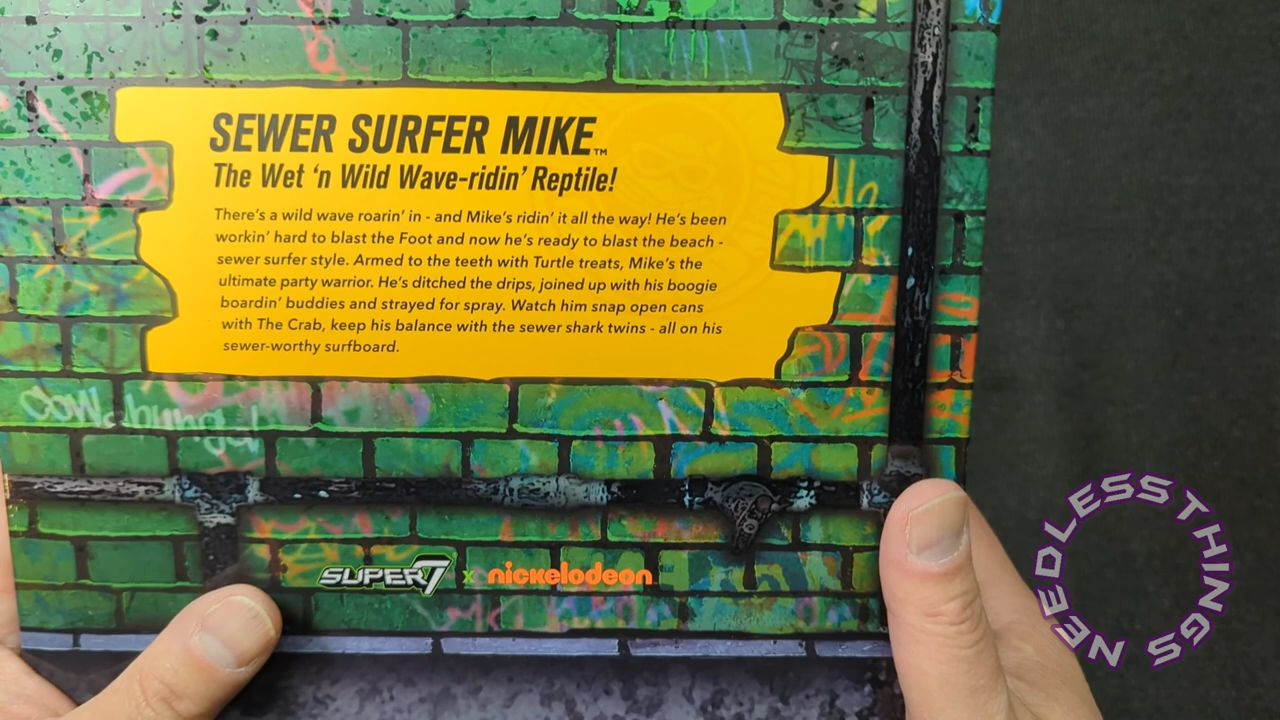 SEWER SURFER MIKE™
The Wet 'n Wild Wave-ridin' Reptile!
There's a wild wave roarin' in - and Mike's ridin' it all the way! He's been
workin' hard to blast the Foot and now he's ready to blast the beach -
sewer surfer style. Armed to the teeth with Turtle treats, Mike's the
ultimate party warrior. He's ditched the drips, joined up with his boogie
boardin' buddies and strayed for spray. Watch him snap open cans
with The Crab, keep his balance with the sewer shark twins - all on his
sewer-worthy surfboard.
SUPER7 x nickelodeon
NEEDLESS THINGS